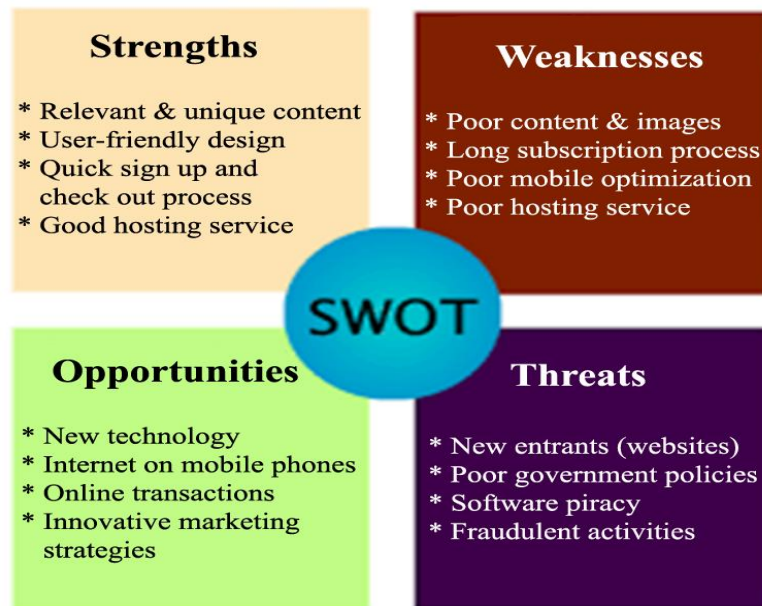 Strengths
* Relevant & unique content
* User-friendly design
* Quick sign up and
check out process
* Good hosting service
Weaknesses
* Poor content & images
* Long subscription process
* Poor mobile optimization
* Poor hosting service
SWOT
Opportunities
* New technology
* Internet on mobile phones
* Online transactions
* Innovative marketing
strategies
Threats
* New entrants (websites)
* Poor government policies
* Software piracy
* Fraudulent activities